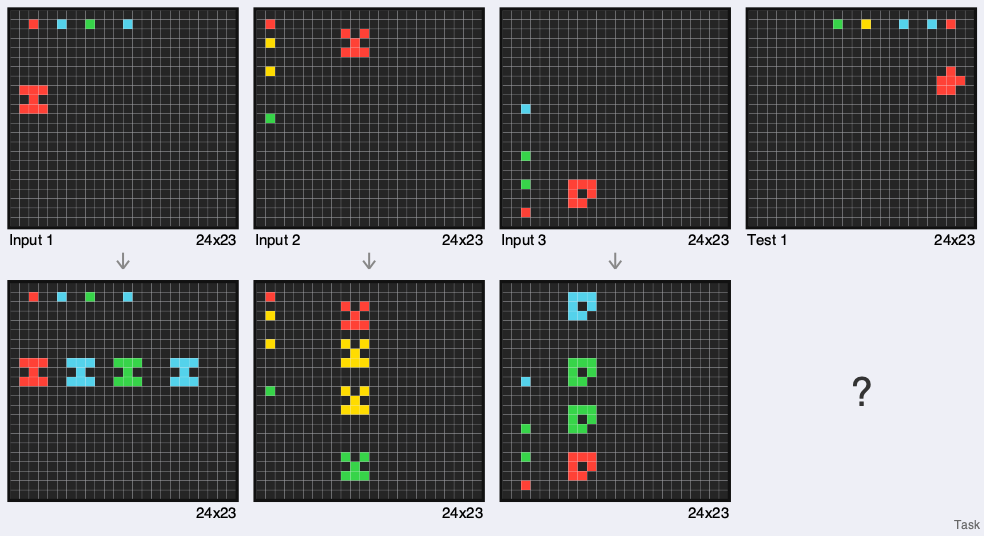 Input 1 24x23
Input 2 24x23
Input 3 24x23
Test 1 24x23
24x23
24x23
24x23
?
Task